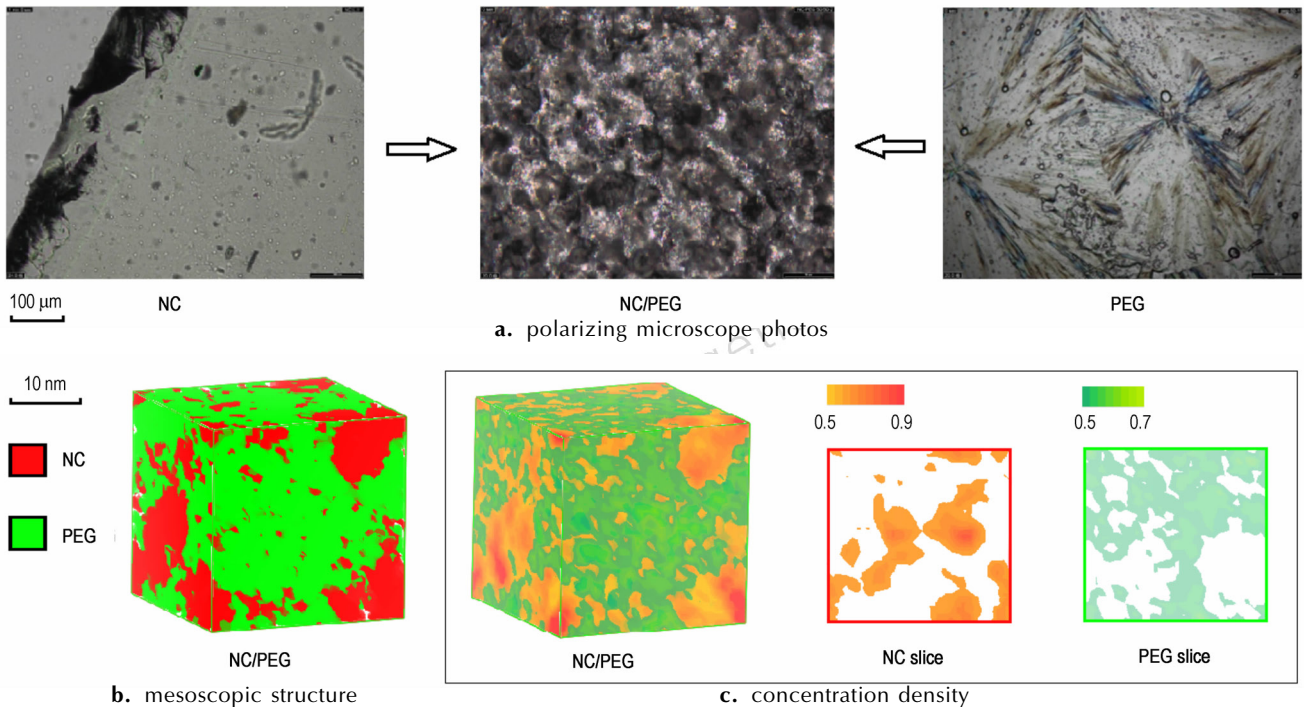 NC
NC/PEG
PEG
100 μm
a. polarizing microscope photos
10 nm
NC
PEG
NC/PEG
b. mesoscopic structure
0.5 0.9
0.5 0.7
NC/PEG
NC slice
PEG slice
c. concentration density